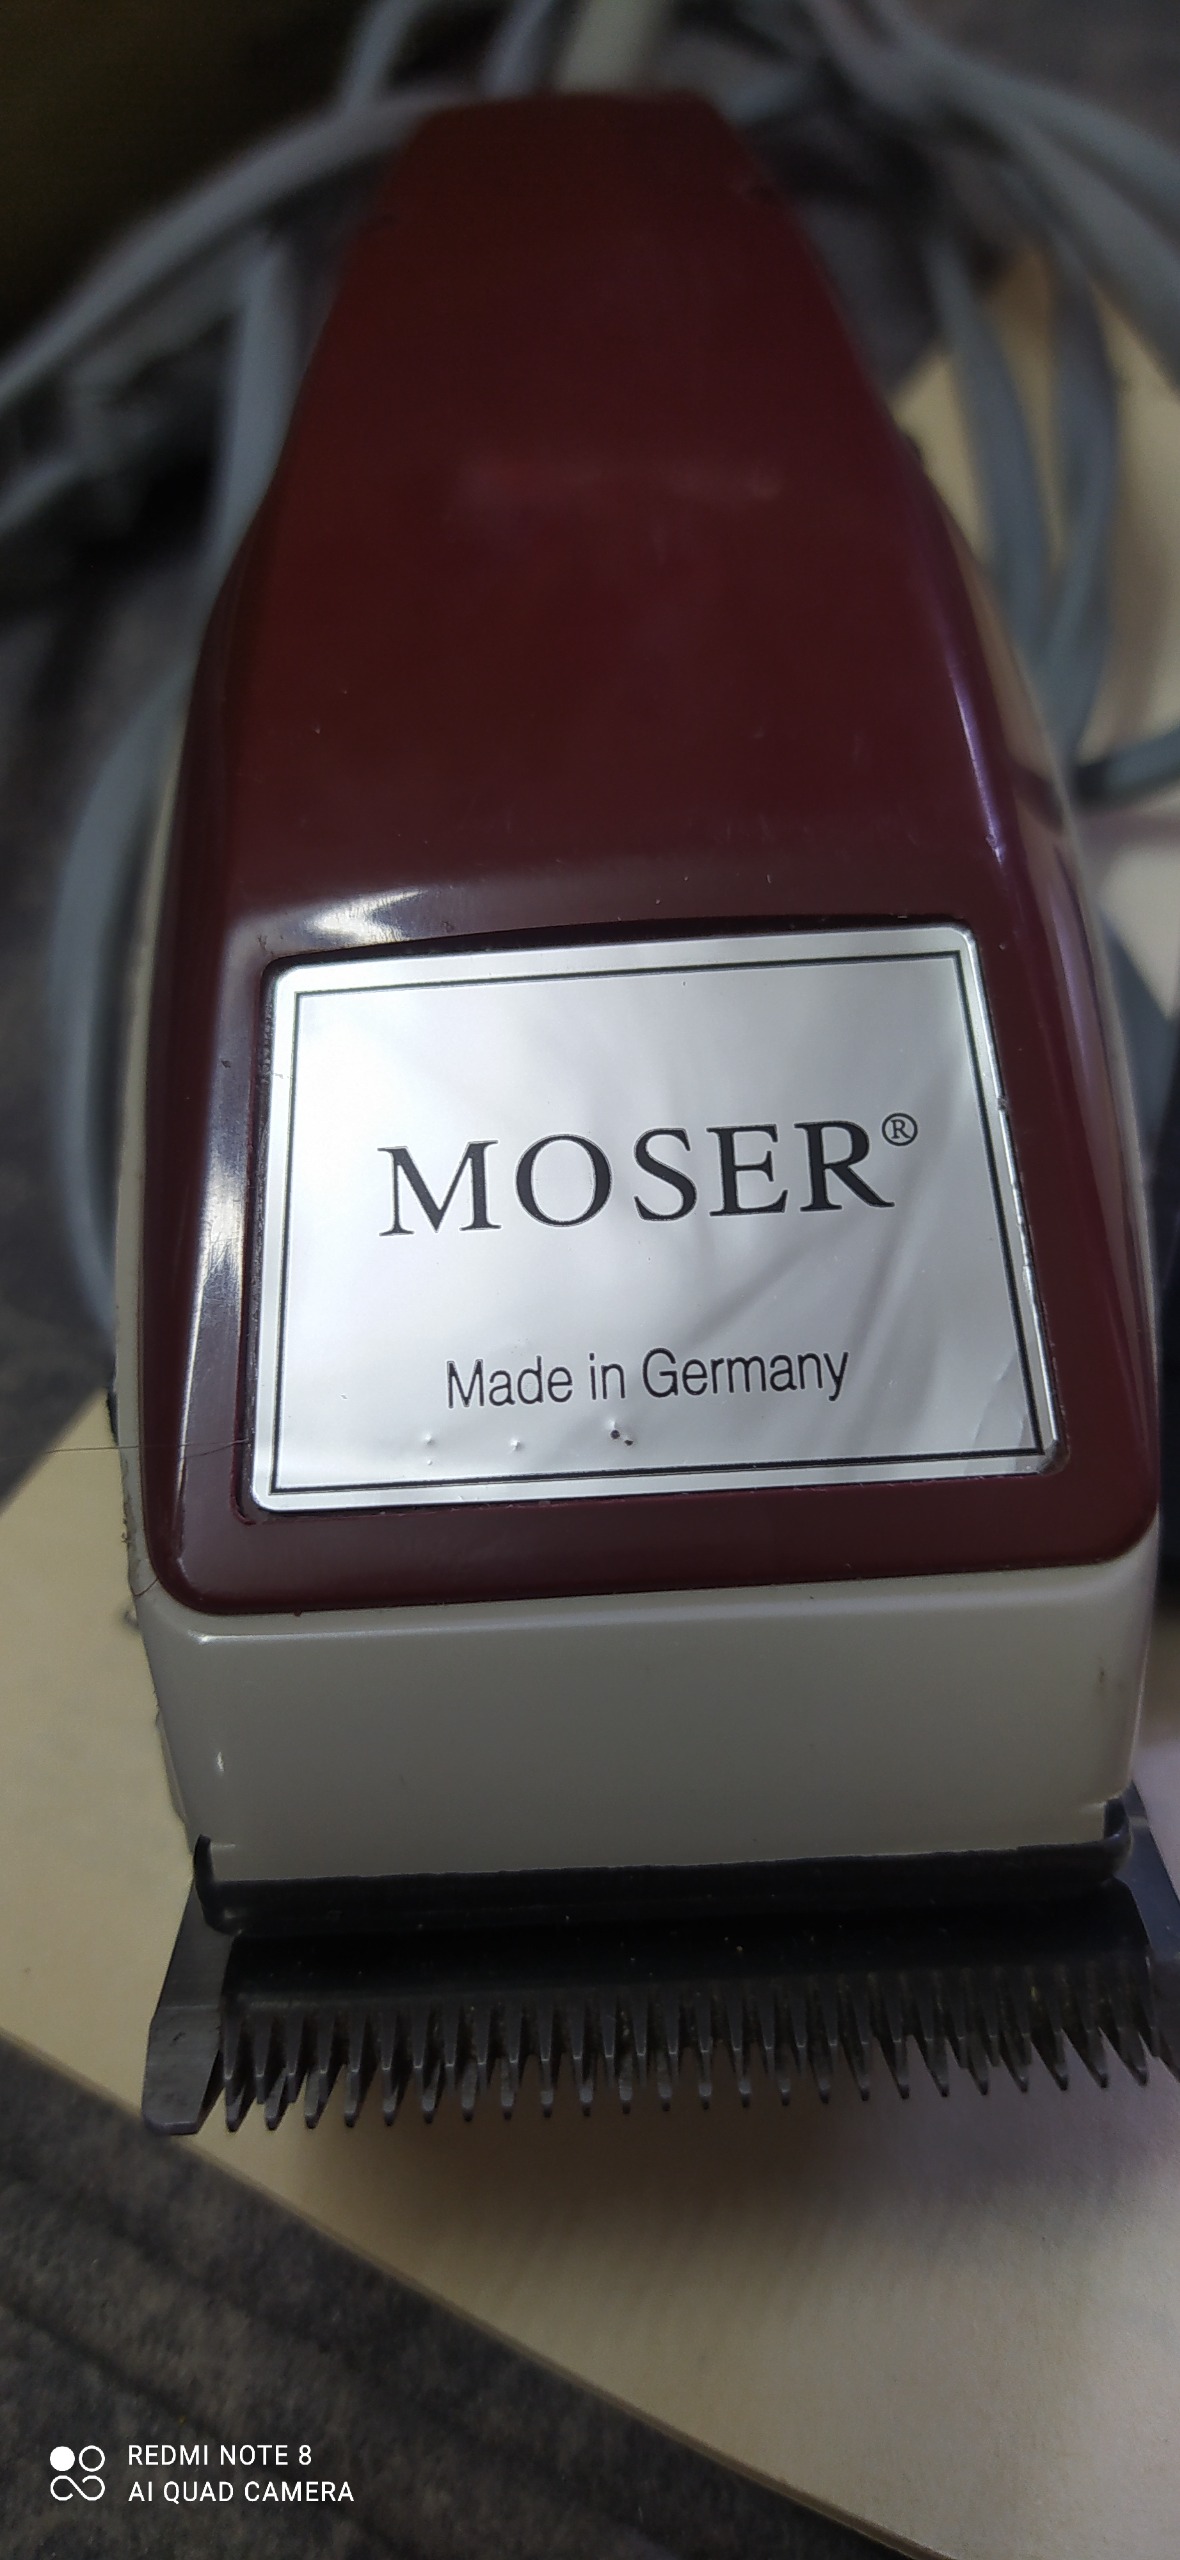 MOSER®
Made in Germany
REDMI NOTE 8
AI QUAD CAMERA